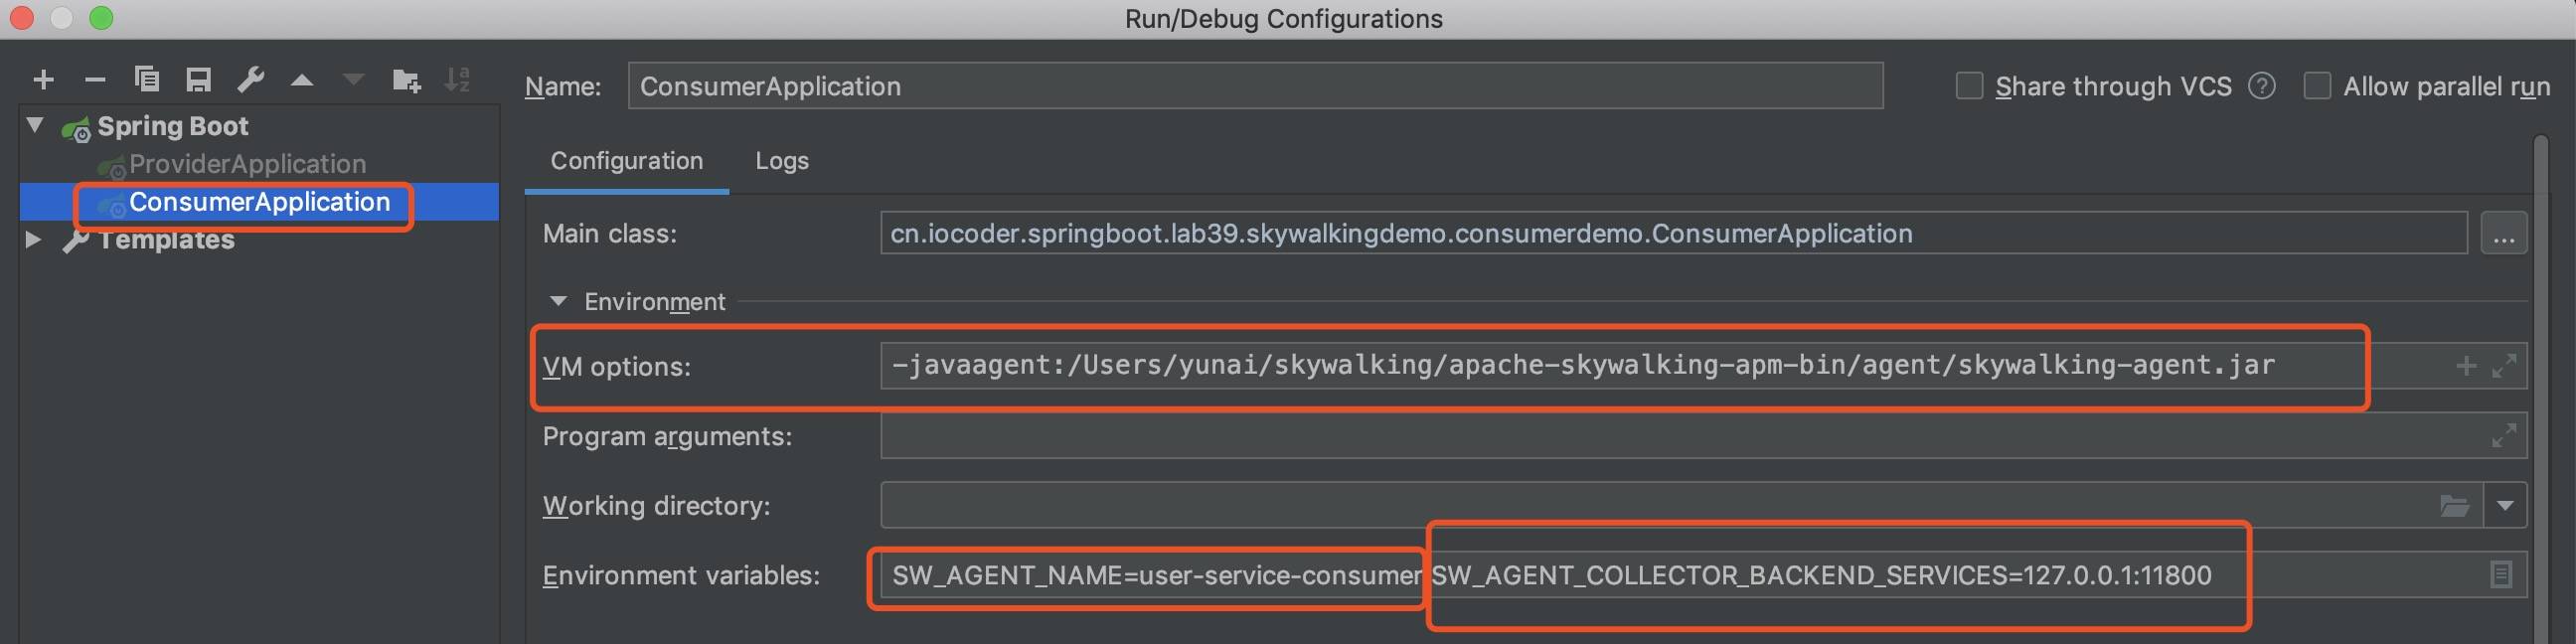 Run/Debug Configurations
Name: ConsumerApplication Share through VCS ? Allow parallel run
Spring Boot
ProviderApplication
ConsumerApplication
Templates
Configuration Logs
Main class: cn.iocoder.springboot.lab39.skywalkingdemo.consumerdemo.ConsumerApplication ...
Environment
VM options: -javaagent:/Users/yunai/skywalking/apache-skywalking-apm-bin/agent/skywalking-agent.jar
Program arguments:
Working directory:
Environment variables: SW_AGENT_NAME=user-service-consumer SW_AGENT_COLLECTOR_BACKEND_SERVICES=127.0.0.1:11800